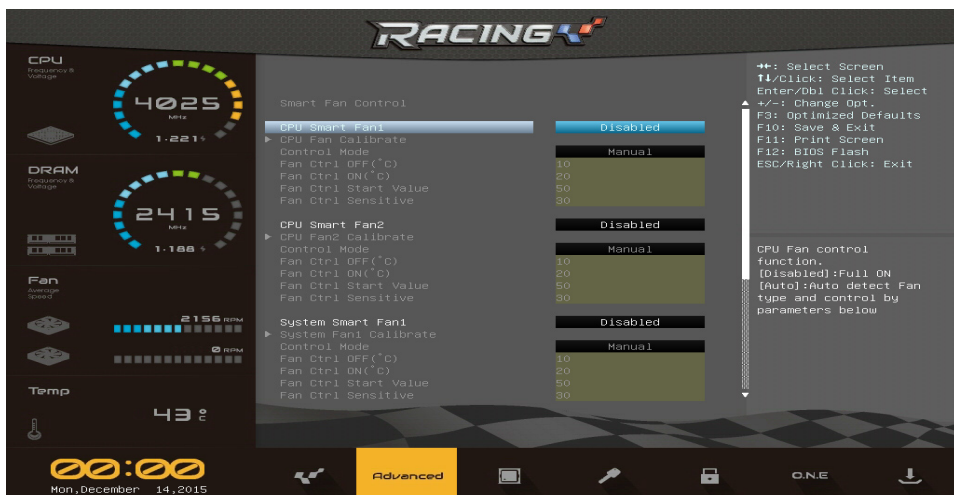 RACING
CPU
Frequency &
Voltage
4025
MHz
1.221
DRAM
Frequency &
Voltage
2415
MHz
1.188
Fan
Average
Speed
2156 RPM
0 RPM
Temp
43 °C
Smart Fan Control
CPU Smart Fan1 Disabled
CPU Fan Calibrate
Control Mode Manual
Fan Ctrl OFF(°C) 10
Fan Ctrl ON(°C) 20
Fan Ctrl Start Value 50
Fan Ctrl Sensitive 30
CPU Smart Fan2 Disabled
CPU Fan2 Calibrate
Control Mode Manual
Fan Ctrl OFF(°C) 10
Fan Ctrl ON(°C) 20
Fan Ctrl Start Value 50
Fan Ctrl Sensitive 30
System Smart Fan1 Disabled
System Fan1 Calibrate
Control Mode Manual
Fan Ctrl OFF(°C) 10
Fan Ctrl ON(°C) 20
Fan Ctrl Start Value 50
Fan Ctrl Sensitive 30
→←: Select Screen
↑↓/Click: Select Item
Enter/Dbl Click: Select
+/-: Change Opt.
F3: Optimized Defaults
F10: Save & Exit
F11: Print Screen
F12: BIOS Flash
ESC/Right Click: Exit
CPU Fan control
function.
[Disabled]:Full ON
[Auto]:Auto detect Fan
type and control by
parameters below
00:00
Mon,December 14,2015
Advanced
O.N.E